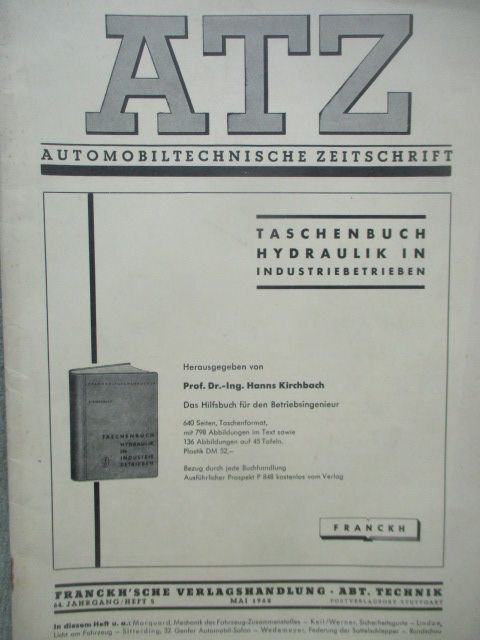 ATZ
AUTOMOBILTECHNISCHE ZEITSCHRIFT
TASCHENBUCH
HYDRAULIK IN
INDUSTRIEBETRIEBEN
Herausgegeben von
Prof. Dr.-Ing. Hanns Kirchbach
Das Hilfsbuch für den Betriebsingenieur
640 Seiten, Taschenformat,
mit 798 Abbildungen im Text sowie
136 Abbildungen auf 45 Tafeln.
Plastik DM 52,–
Bezug durch jede Buchhandlung
Ausführlicher Prospekt P 848 kostenlos vom Verlag
TASCHENBUCH
HYDRAULIK
IN
INDUSTRIE
BETRIEBEN
FRANCKH
FRANCKH'SCHE VERLAGSHANDLUNG · ABT. TECHNIK
64. JAHRGANG/HEFT 5 MAI 1962 POSTVERLAGSORT STUTTGART
In diesem Heft u. a.: Marquard, Mechanik des Fahrzeug-Zusammenstoßes – Keil/Werner, Sicherheitsgurte – Lindae,
Licht am Fahrzeug – Sitterding, 32. Genfer Automobil-Salon – Wedemeyer, Federung der Sattelschlepper – Rantzau